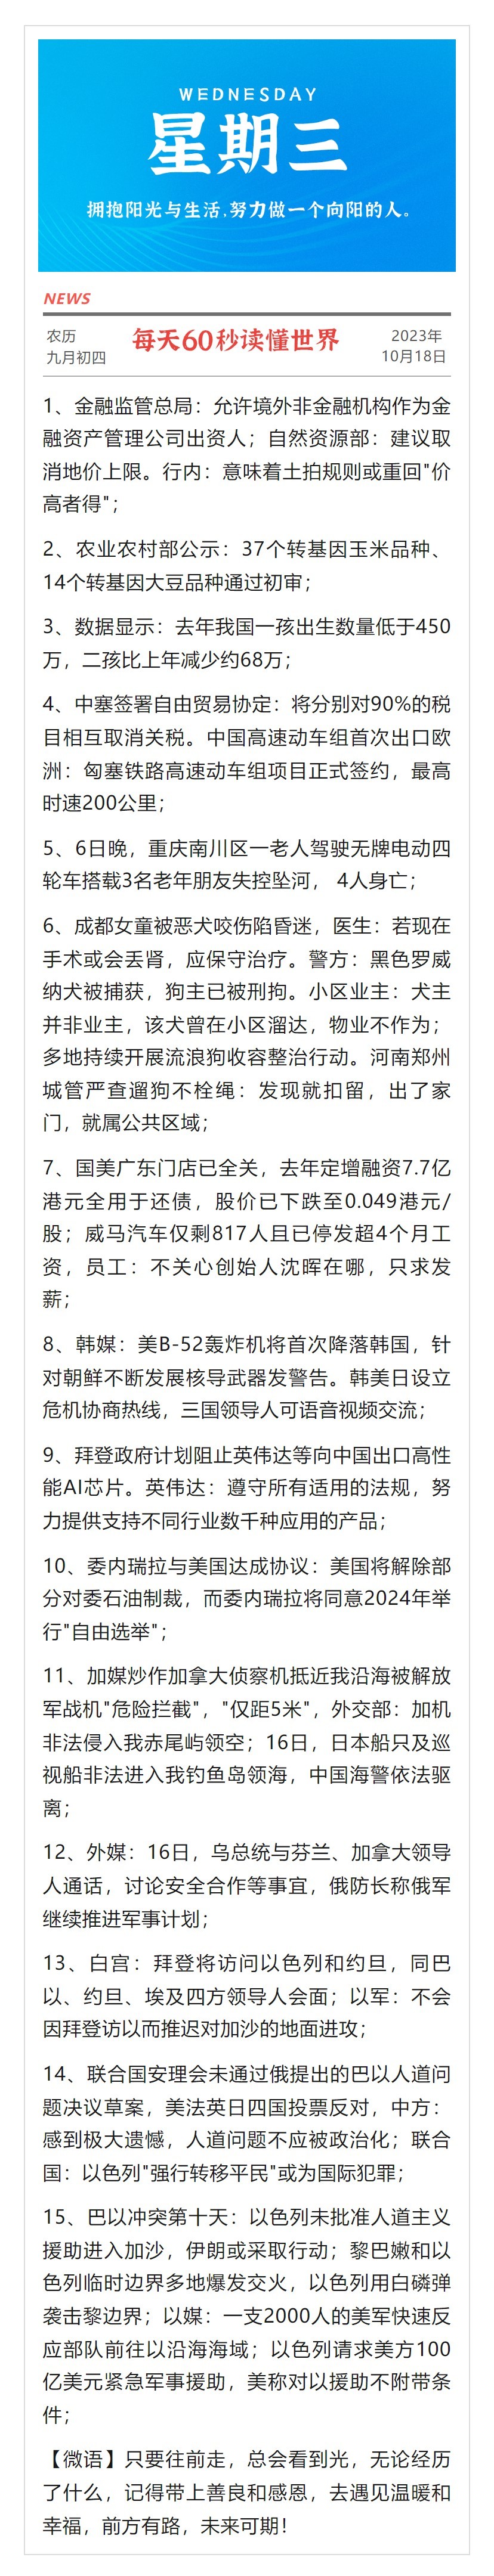 WEDNESDAY
星期三
拥抱阳光与生活,努力做一个向阳的人。
NEWS
农历
九月初四
每天60秒读懂世界
2023年
10月18日
1、金融监管总局：允许境外非金融机构作为金
融资产管理公司出资人；自然资源部：建议取
消地价上限。行内：意味着土拍规则或重回"价
高者得"；
2、农业农村部公示：37个转基因玉米品种、
14个转基因大豆品种通过初审；
3、数据显示：去年我国一孩出生数量低于450
万，二孩比上年减少约68万；
4、中塞签署自由贸易协定：将分别对90%的税
目相互取消关税。中国高速动车组首次出口欧
洲：匈塞铁路高速动车组项目正式签约，最高
时速200公里；
5、6日晚，重庆南川区一老人驾驶无牌电动四
轮车搭载3名老年朋友失控坠河， 4人身亡；
6、成都女童被恶犬咬伤陷昏迷，医生：若现在
手术或会丢肾，应保守治疗。警方：黑色罗威
纳犬被捕获，狗主已被刑拘。小区业主：犬主
并非业主，该犬曾在小区溜达，物业不作为；
多地持续开展流浪狗收容整治行动。河南郑州
城管严查遛狗不栓绳：发现就扣留，出了家
门，就属公共区域；
7、国美广东门店已全关，去年定增融资7.7亿
港元全用于还债，股价已下跌至0.049港元/
股；威马汽车仅剩817人且已停发超4个月工
资，员工：不关心创始人沈晖在哪，只求发
薪；
8、韩媒：美B-52轰炸机将首次降落韩国，针
对朝鲜不断发展核导武器发警告。韩美日设立
危机协商热线，三国领导人可语音视频交流；
9、拜登政府计划阻止英伟达等向中国出口高性
能AI芯片。英伟达：遵守所有适用的法规，努
力提供支持不同行业数千种应用的产品；
10、委内瑞拉与美国达成协议：美国将解除部
分对委石油制裁，而委内瑞拉将同意2024年举
行"自由选举"；
11、加媒炒作加拿大侦察机抵近我沿海被解放
军战机"危险拦截"，"仅距5米"，外交部：加机
非法侵入我赤尾屿领空；16日，日本船只及巡
视船非法进入我钓鱼岛领海，中国海警依法驱
离；
12、外媒：16日，乌总统与芬兰、加拿大领导
人通话，讨论安全合作等事宜，俄防长称俄军
继续推进军事计划；
13、白宫：拜登将访问以色列和约旦，同巴
以、约旦、埃及四方领导人会面；以军：不会
因拜登访以而推迟对加沙的地面进攻；
14、联合国安理会未通过俄提出的巴以人道问
题决议草案，美法英日四国投票反对，中方：
感到极大遗憾，人道问题不应被政治化；联合
国：以色列"强行转移平民"或为国际犯罪；
15、巴以冲突第十天：以色列未批准人道主义
援助进入加沙，伊朗或采取行动；黎巴嫩和以
色列临时边界多地爆发交火，以色列用白磷弹
袭击黎边界；以媒：一支2000人的美军快速反
应部队前往以沿海海域；以色列请求美方100
亿美元紧急军事援助，美称对以援助不附带条
件；
【微语】只要往前走，总会看到光，无论经历
了什么，记得带上善良和感恩，去遇见温暖和
幸福，前方有路，未来可期！